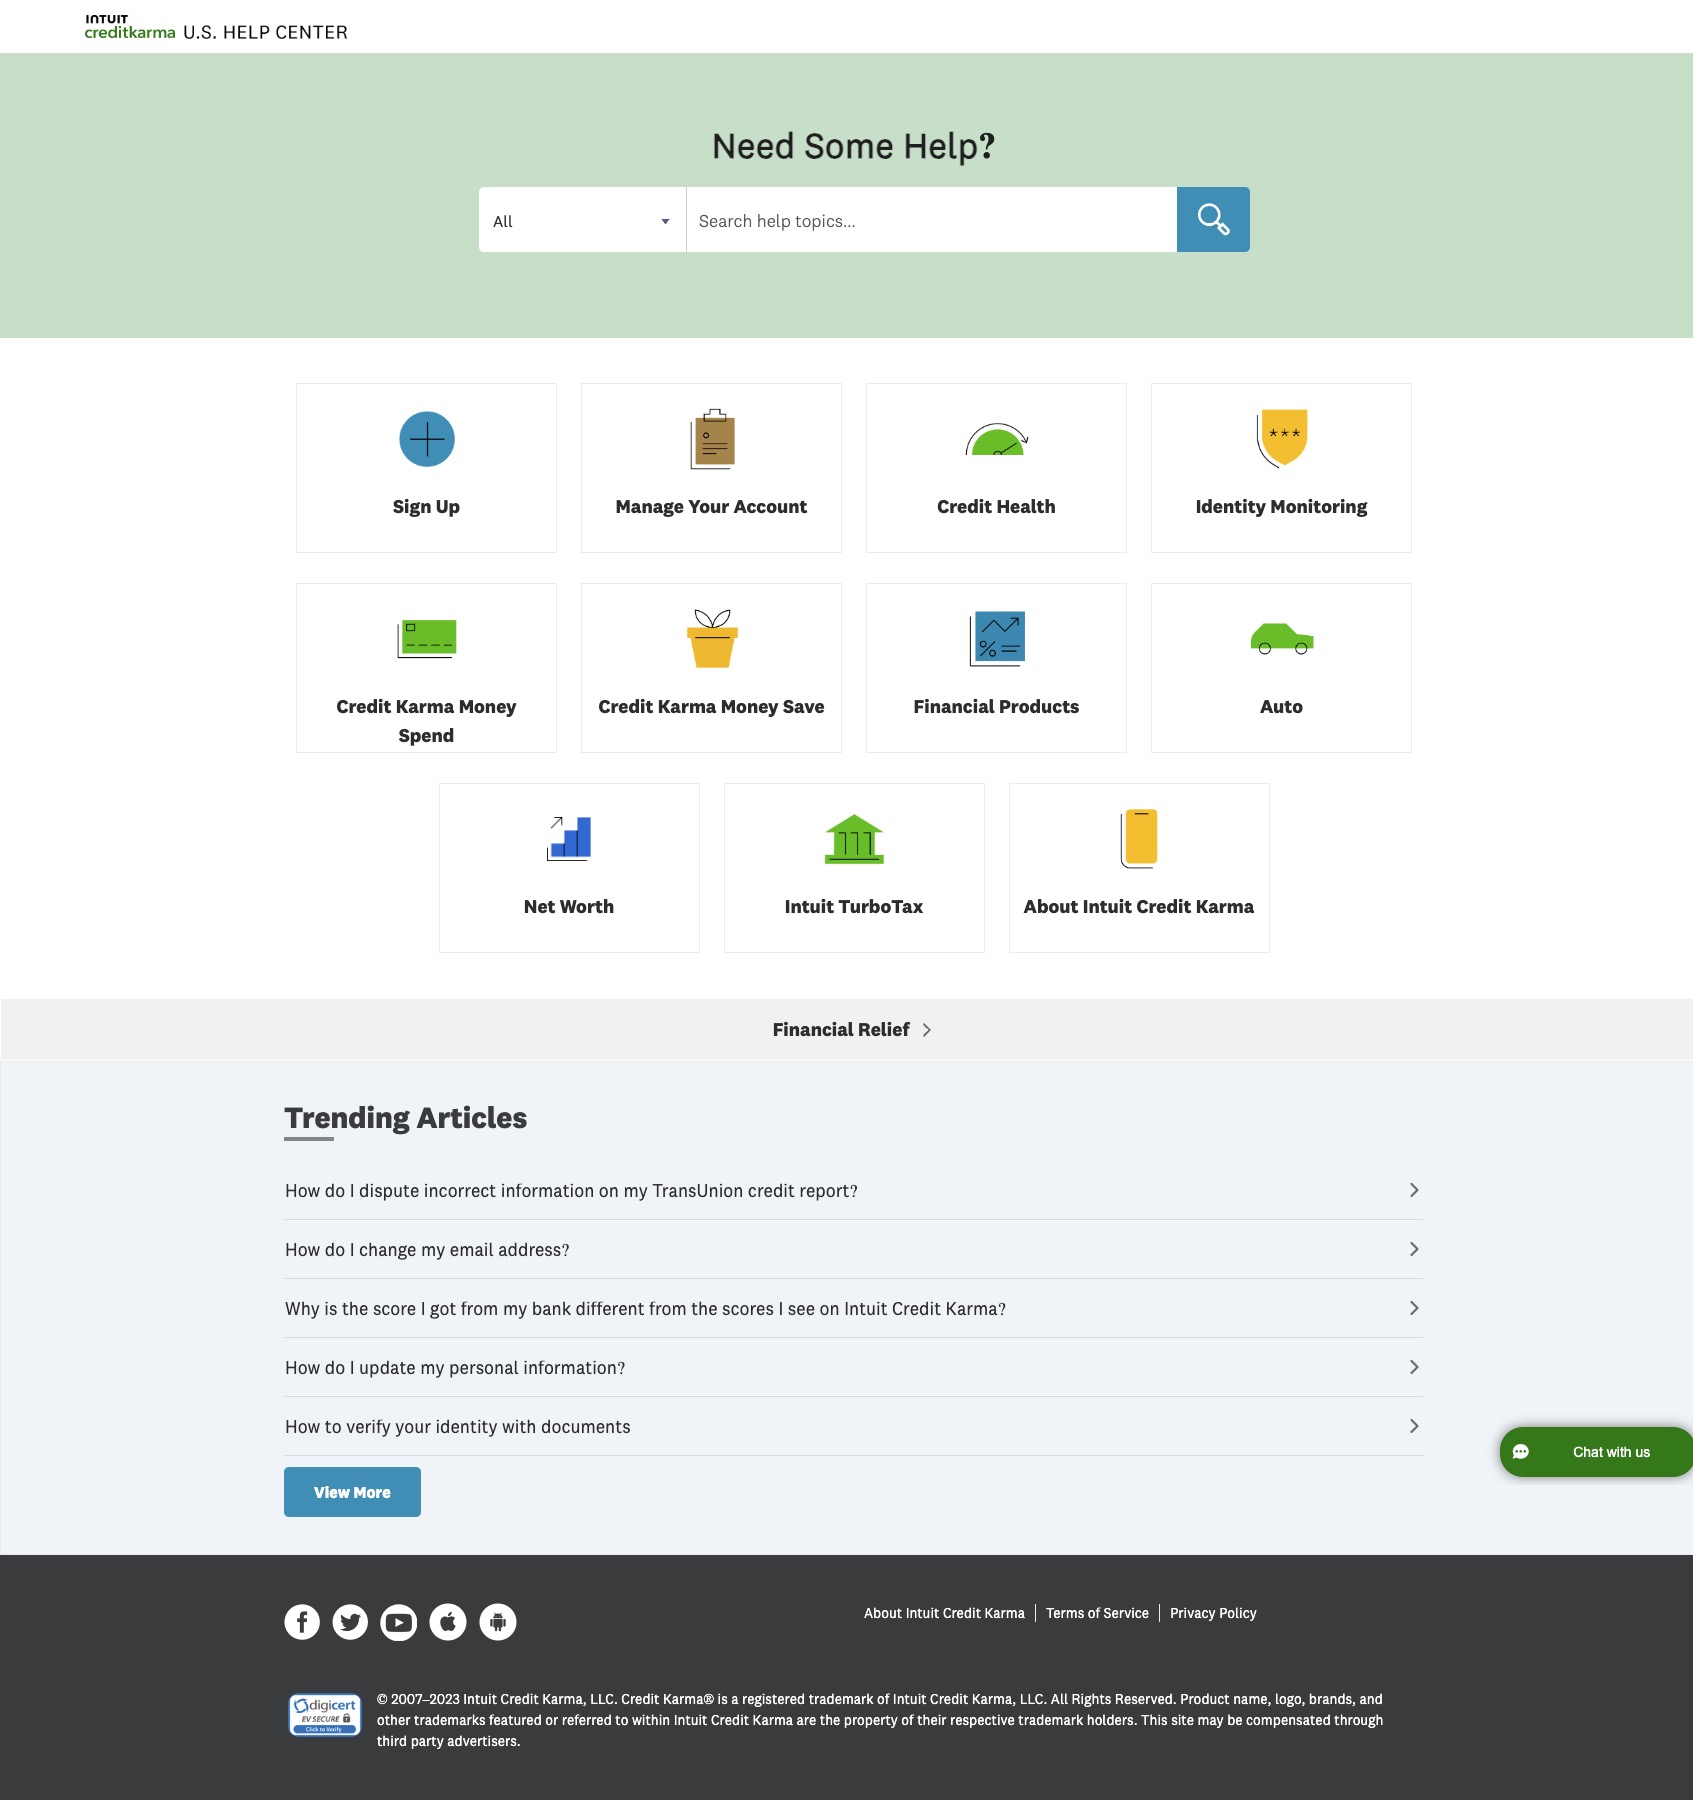 INTUIT
creditkarma U.S. HELP CENTER
Need Some Help?
All
Search help topics...
Sign Up
Manage Your Account
Credit Health
***
Identity Monitoring
Credit Karma Money
Spend
Credit Karma Money Save
%
Financial Products
Auto
Net Worth
Intuit TurboTax
About Intuit Credit Karma
Financial Relief
Trending Articles
How do I dispute incorrect information on my TransUnion credit report?
How do I change my email address?
Why is the score I got from my bank different from the scores I see on Intuit Credit Karma?
How do I update my personal information?
How to verify your identity with documents
Chat with us
View More
About Intuit Credit Karma | Terms of Service | Privacy Policy
digicert
EV SECURE
Click to Verify
© 2007–2023 Intuit Credit Karma, LLC. Credit Karma® is a registered trademark of Intuit Credit Karma, LLC. All Rights Reserved. Product name, logo, brands, and
other trademarks featured or referred to within Intuit Credit Karma are the property of their respective trademark holders. This site may be compensated through
third party advertisers.